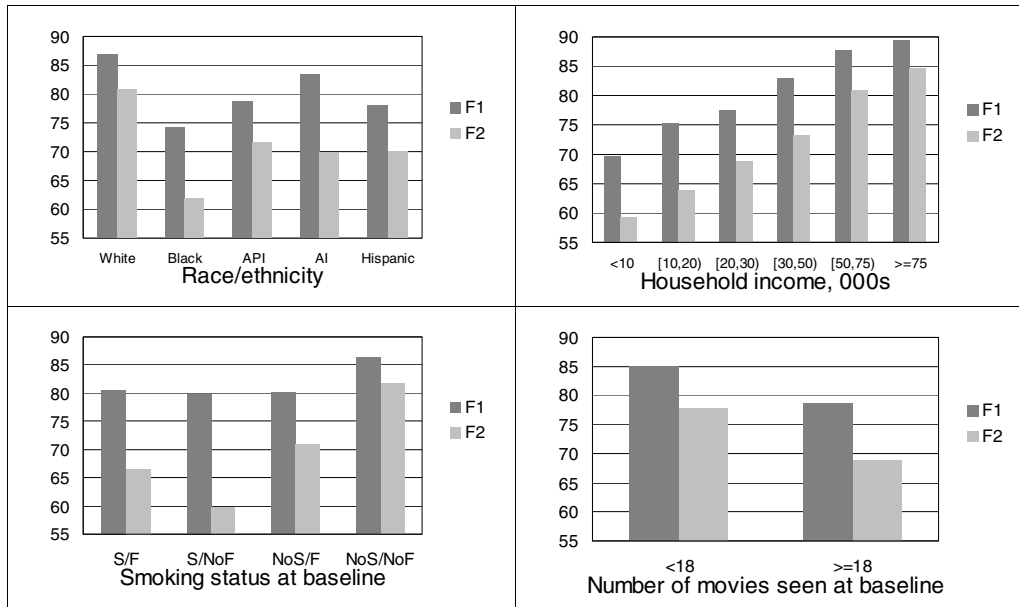 90
85
80
75
70
65
60
55
F1
F2
White Black API AI Hispanic
Race/ethnicity
90
85
80
75
70
65
60
55
F1
F2
<10 [10,20) [20,30) [30,50) [50,75) >=75
Household income, 000s
90
85
80
75
70
65
60
55
F1
F2
S/F S/NoF NoS/F NoS/NoF
Smoking status at baseline
90
85
80
75
70
65
60
55
F1
F2
<18 >=18
Number of movies seen at baseline